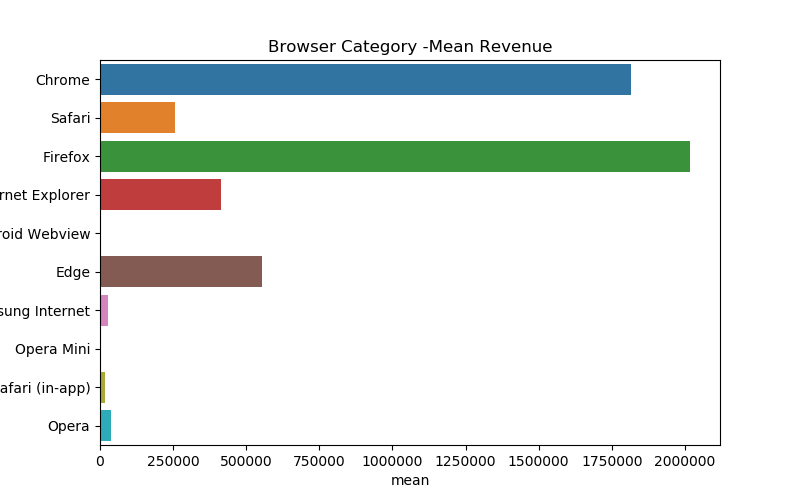 Browser Category -Mean Revenue
Chrome
Safari
Firefox
rnet Explorer
roid Webview
Edge
sung Internet
Opera Mini
afari (in-app)
Opera
0 250000 500000 750000 1000000 1250000 1500000 1750000 2000000
mean